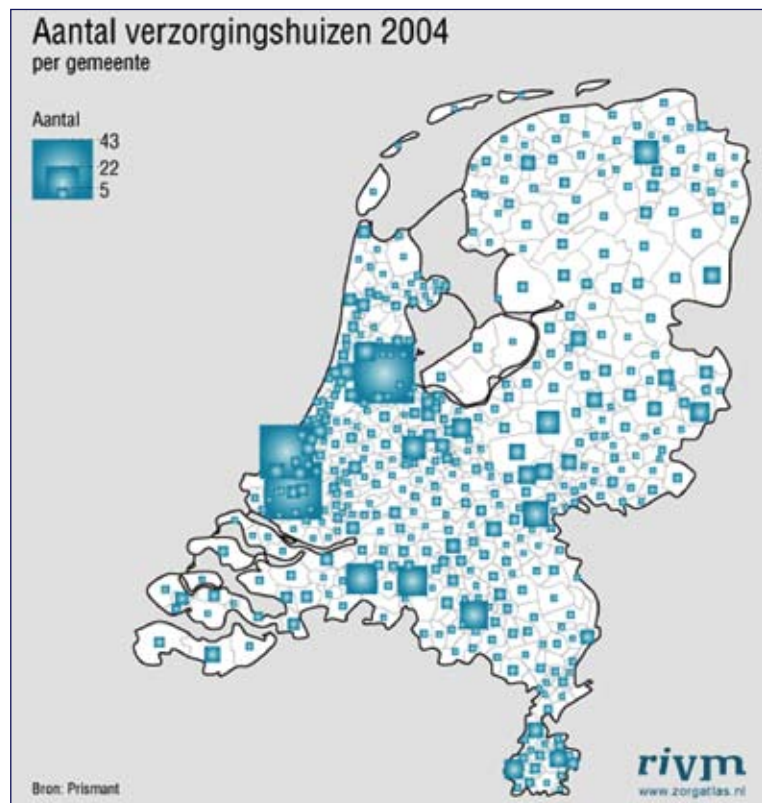 Aantal verzorgingshuizen 2004
per gemeente
Aantal
43
22
5
Bron: Prismant
rivm
www.zorgatlas.nl